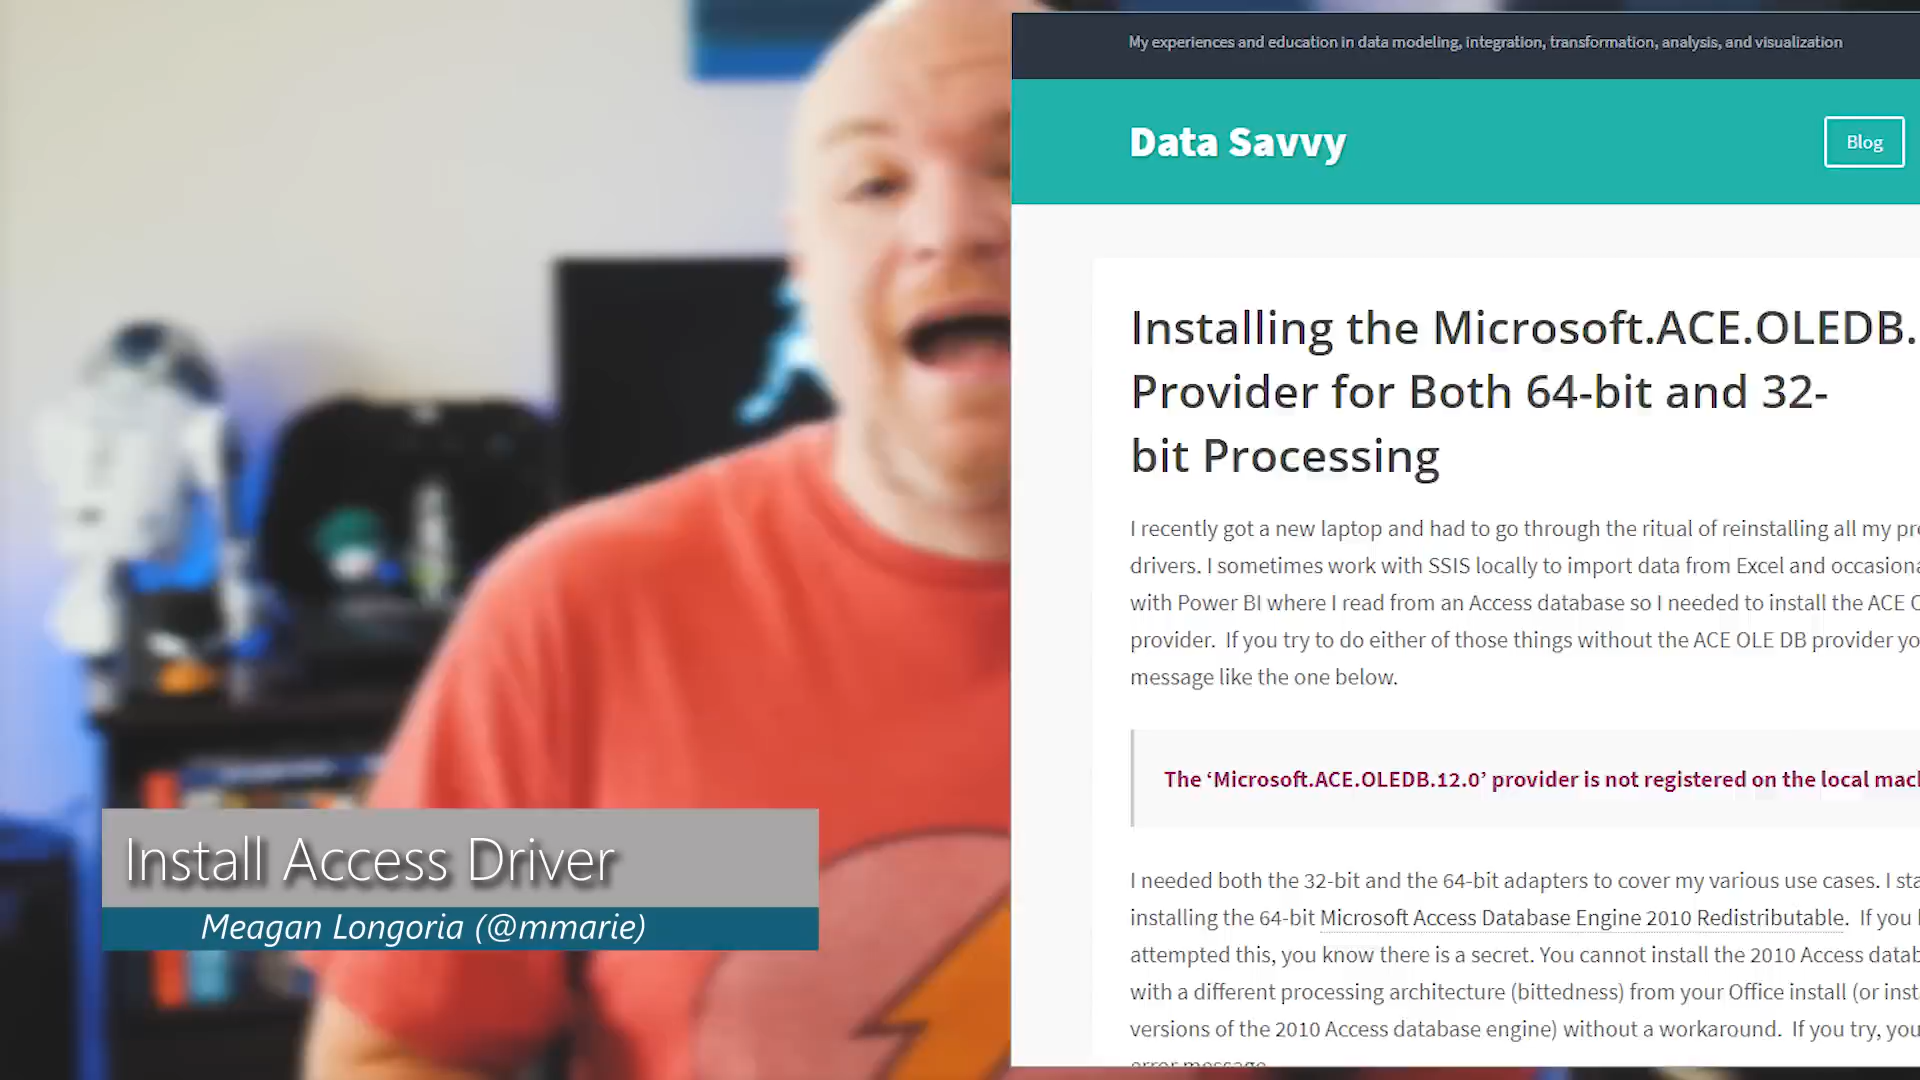 My experiences and education in data modeling, integration, transformation, analysis, and visualization
Data Savvy
Blog
Installing the Microsoft.ACE.OLEDB.
Provider for Both 64-bit and 32-
bit Processing
I recently got a new laptop and had to go through the ritual of reinstalling all my
drivers. I sometimes work with SSIS locally to import data from Excel and
with Power BI where I read from an Access database so I needed to install the ACE
provider. If you try to do either of those things without the ACE OLE DB provider
message like the one below.
The ‘Microsoft.ACE.OLEDB.12.0’ provider is not registered on the local
I needed both the 32-bit and the 64-bit adapters to cover my various use cases. I
installing the 64-bit Microsoft Access Database Engine 2010 Redistributable. If you
attempted this, you know there is a secret. You cannot install the 2010 Access
with a different processing architecture (bittedness) from your Office install (or
versions of the 2010 Access database engine) without a workaround. If you try,
error message
Install Access Driver
Meagan Longoria (@mmarie)